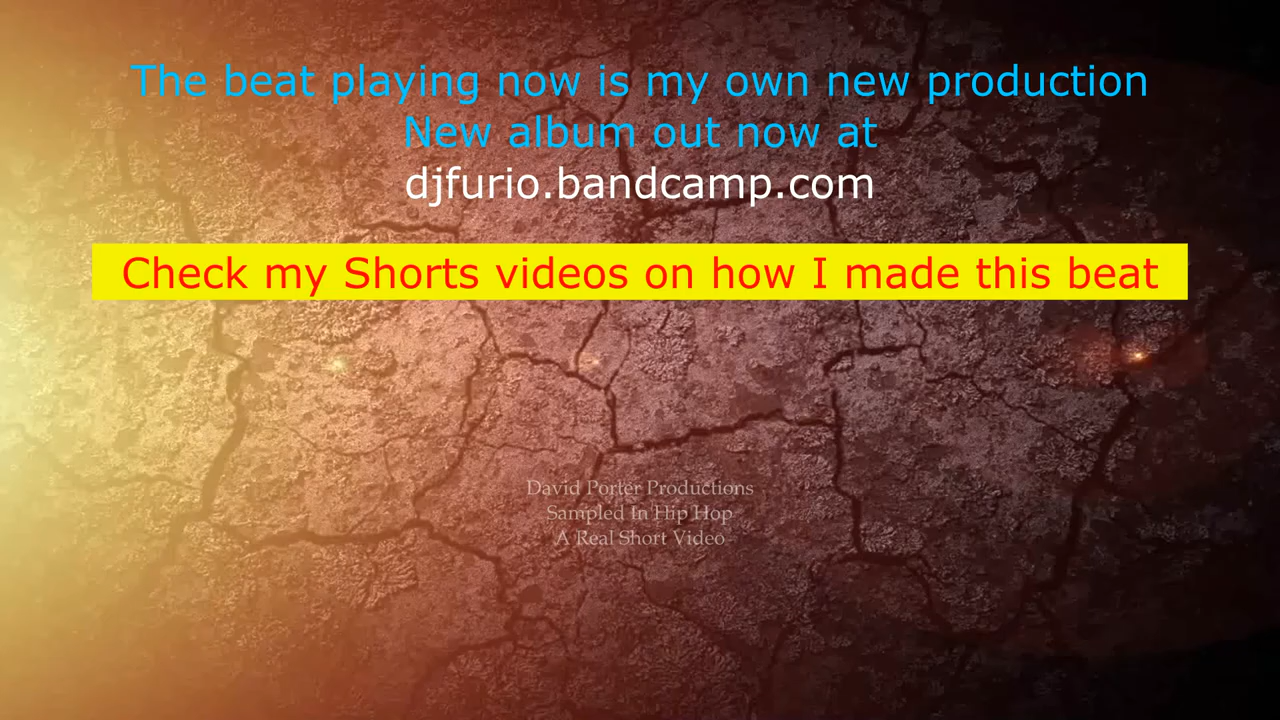 The beat playing now is my own new production
New album out now at
djfurio.bandcamp.com
Check my Shorts videos on how I made this beat
David Porter Productions
Sampled In Hip Hop
A Real Short Video